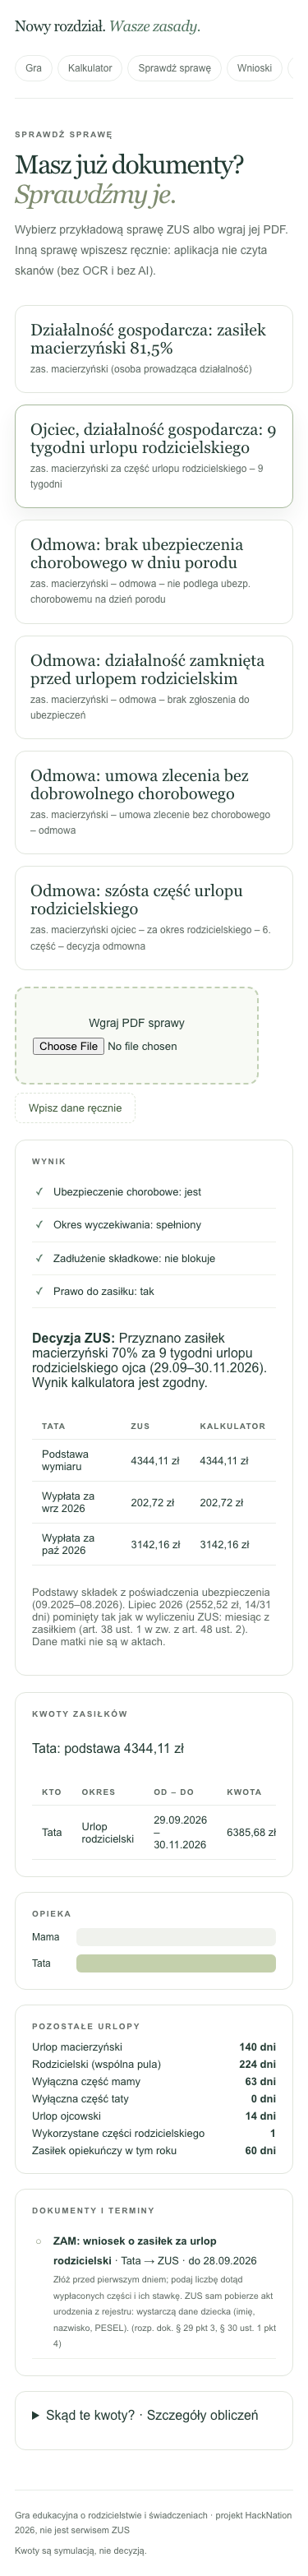 Nowy rozdział. Wasze zasady.
Gra
Kalkulator
Sprawdź sprawę
Wnioski
SPRAWDŹ SPRAWĘ
Masz już dokumenty?
Sprawdźmy je.
Wybierz przykładową sprawę ZUS albo wgraj jej PDF.
Inną sprawę wpiszesz ręcznie: aplikacja nie czyta
skanów (bez OCR i bez AI).
Działalność gospodarcza: zasiłek
macierzyński 81,5%
zas. macierzyński (osoba prowadząca działalność)
Ojciec, działalność gospodarcza: 9
tygodni urlopu rodzicielskiego
zas. macierzyński za część urlopu rodzicielskiego – 9
tygodni
Odmowa: brak ubezpieczenia
chorobowego w dniu porodu
zas. macierzyński – odmowa – nie podlega ubezp.
chorobowemu na dzień porodu
Odmowa: działalność zamknięta
przed urlopem rodzicielskim
zas. macierzyński – odmowa – brak zgłoszenia do
ubezpieczeń
Odmowa: umowa zlecenia bez
dobrowolnego chorobowego
zas. macierzyński – umowa zlecenie bez chorobowego
– odmowa
Odmowa: szósta część urlopu
rodzicielskiego
zas. macierzyński ojciec – za okres rodzicielskiego – 6.
część – decyzja odmowna
Wgraj PDF sprawy
Choose File No file chosen
Wpisz dane ręcznie
WYNIK
✓ Ubezpieczenie chorobowe: jest
✓ Okres wyczekiwania: spełniony
✓ Zadłużenie składkowe: nie blokuje
✓ Prawo do zasiłku: tak
Decyzja ZUS: Przyznano zasiłek
macierzyński 70% za 9 tygodni urlopu
rodzicielskiego ojca (29.09–30.11.2026).
Wynik kalkulatora jest zgodny.
TATA ZUS KALKULATOR
Podstawa
wymiaru 4344,11 zł 4344,11 zł
Wypłata za
wrz 2026 202,72 zł 202,72 zł
Wypłata za
paź 2026 3142,16 zł 3142,16 zł
Podstawy składek z poświadczenia ubezpieczenia
(09.2025–08.2026). Lipiec 2026 (2552,52 zł, 14/31
dni) pominięty tak jak w wyliczeniu ZUS: miesiąc z
zasiłkiem (art. 38 ust. 1 w zw. z art. 48 ust. 2).
Dane matki nie są w aktach.
KWOTY ZASIŁKÓW
Tata: podstawa 4344,11 zł
KTO OKRES OD – DO KWOTA
Tata Urlop
rodzicielski 29.09.2026
–
30.11.2026 6385,68 zł
OPIEKA
Mama
Tata
POZOSTAŁE URLOPY
Urlop macierzyński 140 dni
Rodzicielski (wspólna pula) 224 dni
Wyłączna część mamy 63 dni
Wyłączna część taty 0 dni
Urlop ojcowski 14 dni
Wykorzystane części rodzicielskiego 1
Zasiłek opiekuńczy w tym roku 60 dni
DOKUMENTY I TERMINY
○ ZAM: wniosek o zasiłek za urlop
rodzicielski · Tata → ZUS · do 28.09.2026
Złóż przed pierwszym dniem; podaj liczbę dotąd
wypłaconych części i ich stawkę. ZUS sam pobierze akt
urodzenia z rejestru: wystarczą dane dziecka (imię,
nazwisko, PESEL). (rozp. dok. § 29 pkt 3, § 30 ust. 1 pkt
4)
▶ Skąd te kwoty? · Szczegóły obliczeń
Gra edukacyjna o rodzicielstwie i świadczeniach · projekt HackNation
2026, nie jest serwisem ZUS
Kwoty są symulacją, nie decyzją.